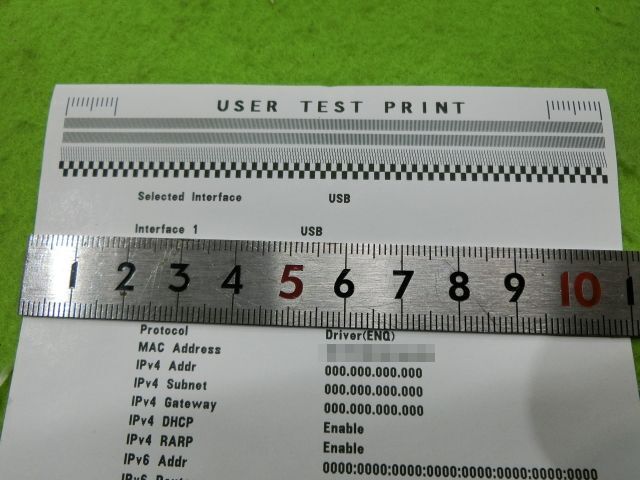 USER TEST PRINT
Selected Interface USB
Interface 1 USB
1 2 3 4 5 6 7 8 9 10 1
Protocol Driver(ENQ)
MAC Address
IPv4 Addr 000.000.000.000
IPv4 Subnet 000.000.000.000
IPv4 Gateway 000.000.000.000
IPv4 DHCP Enable
IPv4 RARP Enable
IPv6 Addr 0000:0000:0000:0000:0000:0000:0000:0000
IPv6